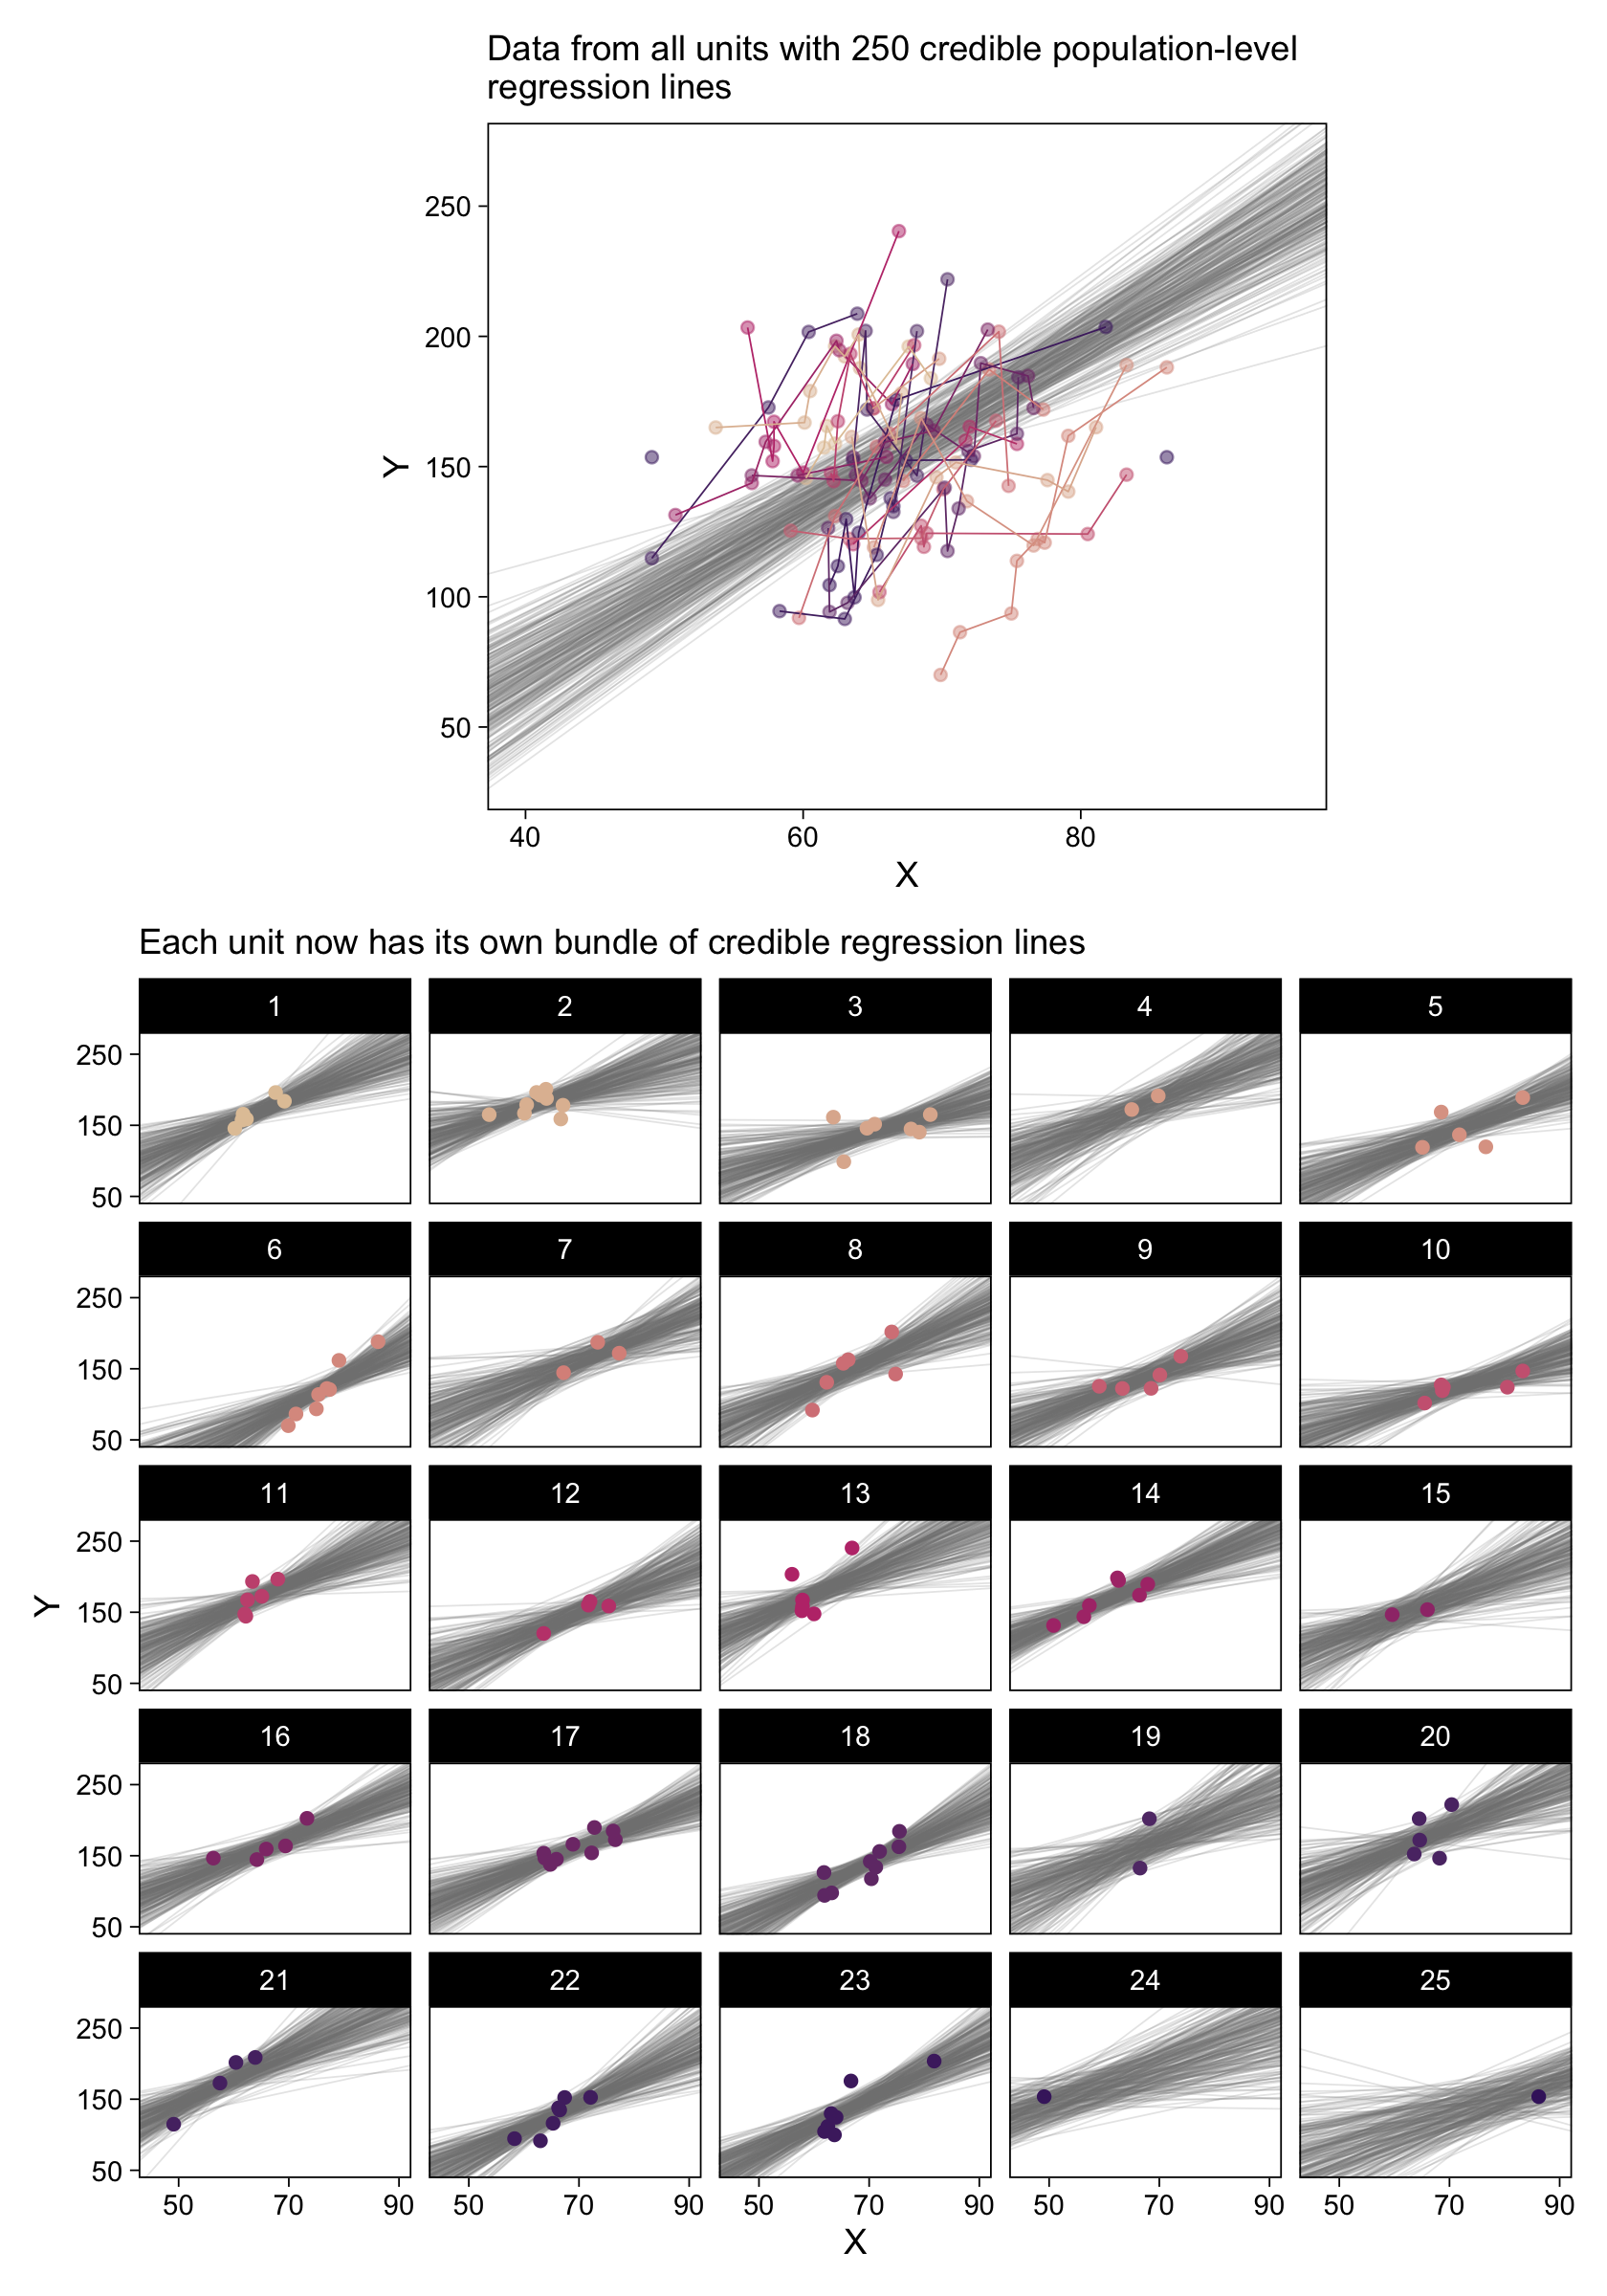 Data from all units with 250 credible population-level
regression lines
250
200
150
100
50
Y
40 60 80
X
Each unit now has its own bundle of credible regression lines
1 2 3 4 5
250
150
50
6 7 8 9 10
250
150
50
11 12 13 14 15
250
150
50
Y
16 17 18 19 20
250
150
50
21 22 23 24 25
250
150
50
50 70 90 50 70 90 50 70 90 50 70 90 50 70 90
X